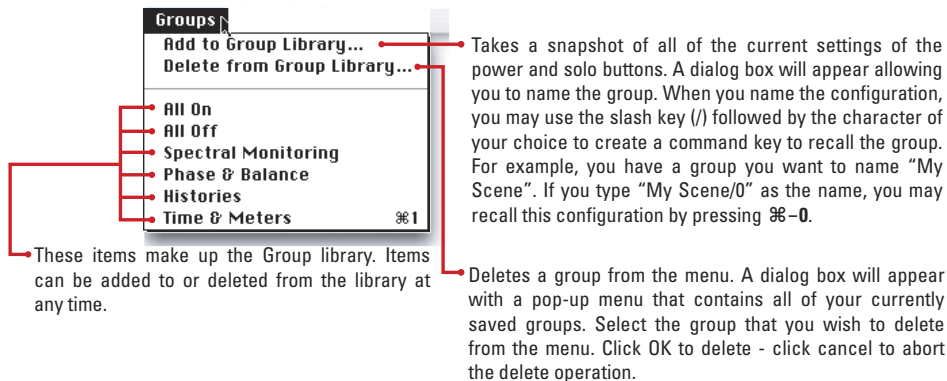 Groups
Add to Group Library...
Delete from Group Library...
All On
All Off
Spectral Monitoring
Phase & Balance
Histories
Time & Meters ⌘1
These items make up the Group library. Items
can be added to or deleted from the library at
any time.
Takes a snapshot of all of the current settings of the
power and solo buttons. A dialog box will appear allowing
you to name the group. When you name the configuration,
you may use the slash key (/) followed by the character of
your choice to create a command key to recall the group.
For example, you have a group you want to name “My
Scene”. If you type “My Scene/0” as the name, you may
recall this configuration by pressing ⌘–0.
Deletes a group from the menu. A dialog box will appear
with a pop-up menu that contains all of your currently
saved groups. Select the group that you wish to delete
from the menu. Click OK to delete - click cancel to abort
the delete operation.